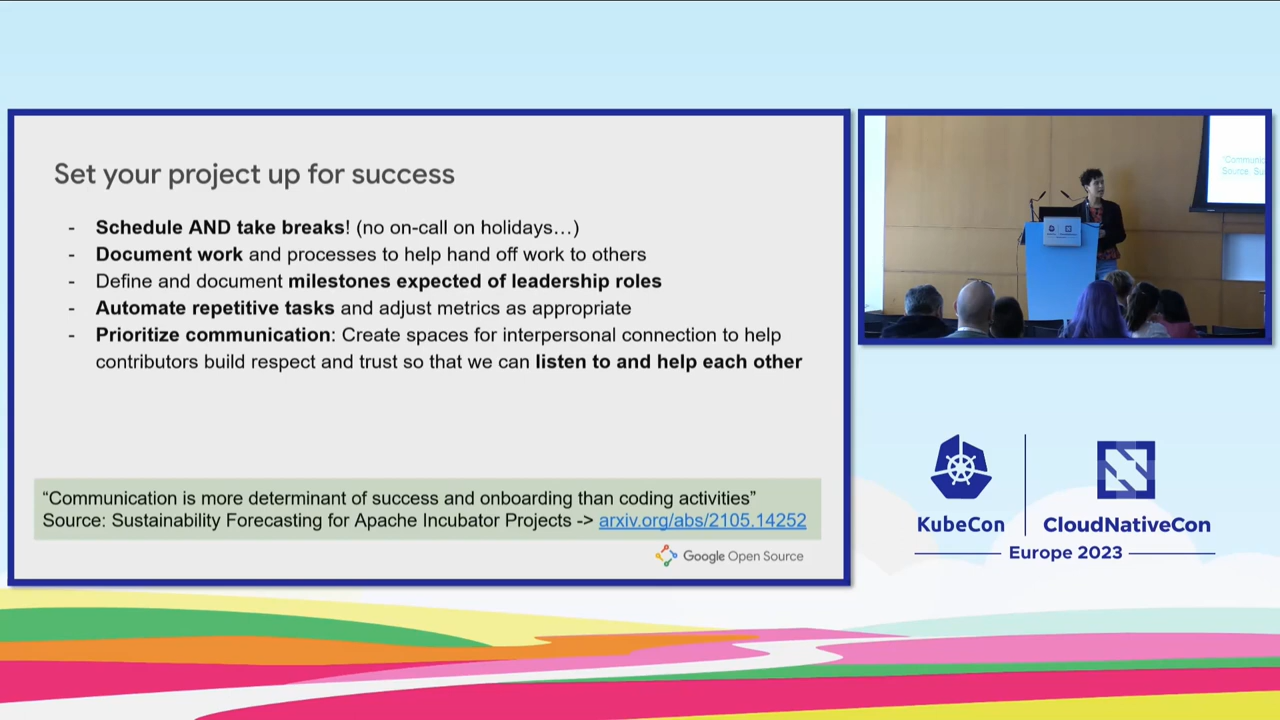 Set your project up for success
- Schedule AND take breaks! (no on-call on holidays…)
- Document work and processes to help hand off work to others
- Define and document milestones expected of leadership roles
- Automate repetitive tasks and adjust metrics as appropriate
- Prioritize communication: Create spaces for interpersonal connection to help
contributors build respect and trust so that we can listen to and help each other
“Communication is more determinant of success and onboarding than coding activities”
Source: Sustainability Forecasting for Apache Incubator Projects -> arxiv.org/abs/2105.14252
Google Open Source
KubeCon
CloudNativeCon
Europe 2023